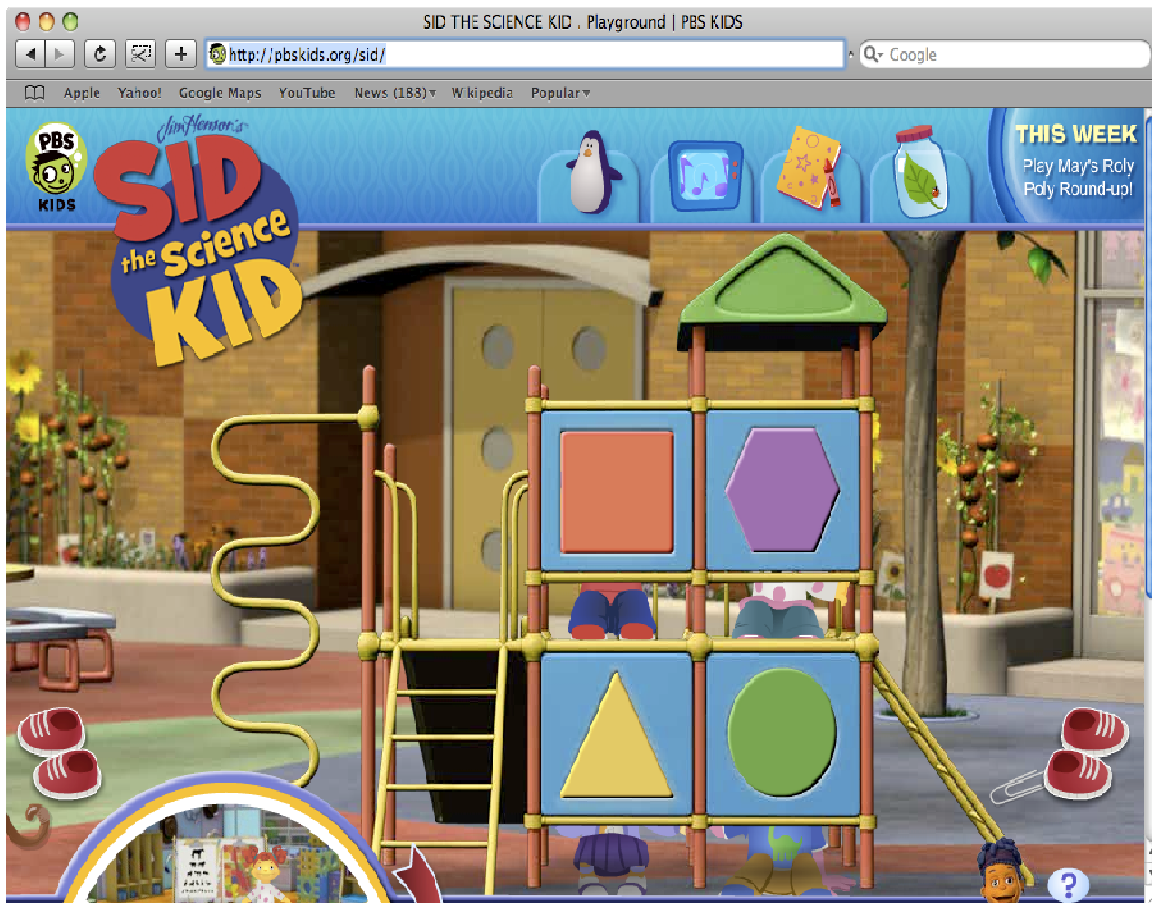 SID THE SCIENCE KID . Playground | PBS KIDS
http://pbskids.org/sid/
Google
Apple Yahoo! Google Maps YouTube News (188)▾ Wikipedia Popular▾
PBS
KIDS
Jim Henson's
SID
the Science
KID
THIS WEEK
Play May's Roly
Poly Round-up!
?